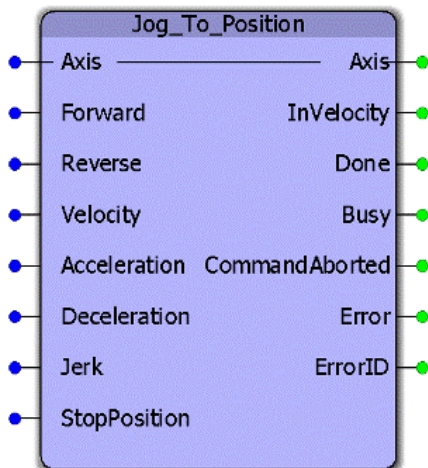 Jog_To_Position
Axis Axis
Forward InVelocity
Reverse Done
Velocity Busy
Acceleration CommandAborted
Deceleration Error
Jerk ErrorID
StopPosition